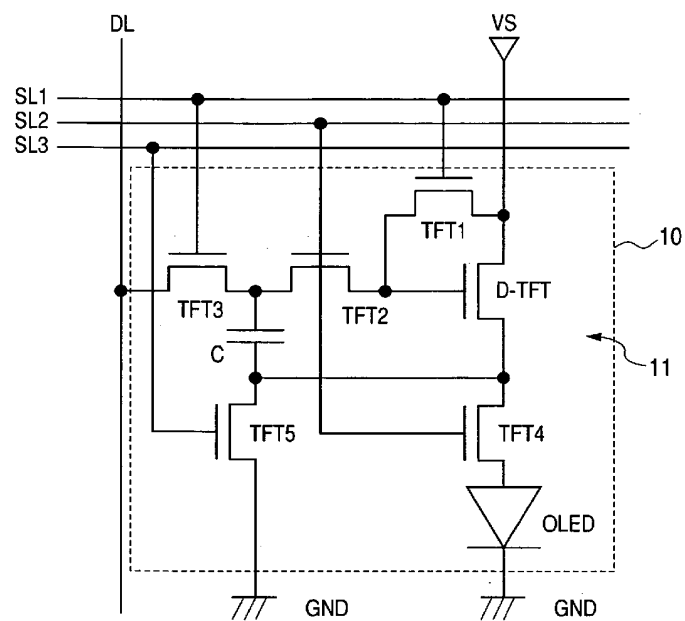 DL
VS
SL1
SL2
SL3
TFT1
10
TFT3
TFT2
D-TFT
C
11
TFT5
TFT4
OLED
GND
GND